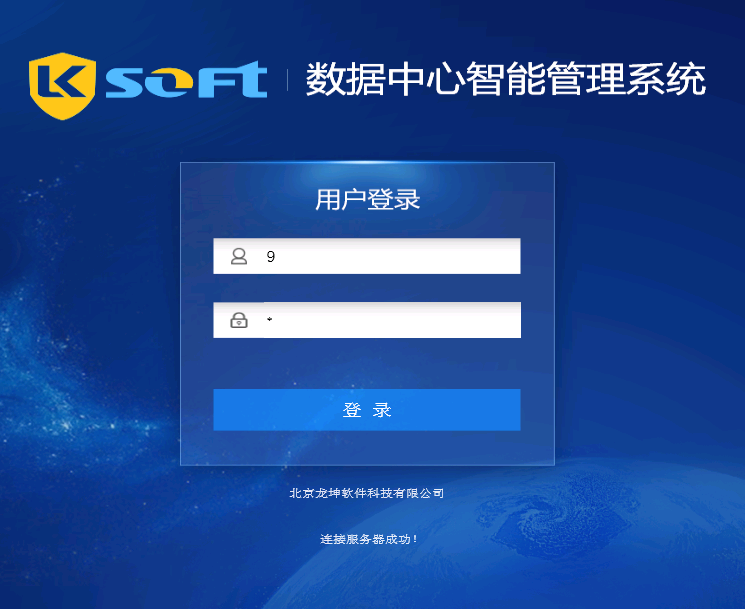 LK soft 数据中心智能管理系统
用户登录
9
*
登 录
北京龙坤软件科技有限公司
连接服务器成功！